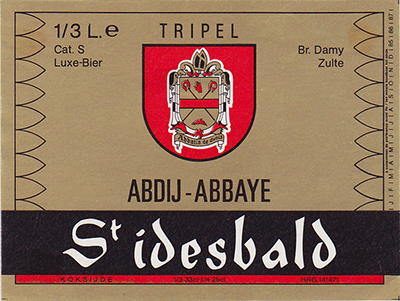 1/3 L.e
TRIPEL
Cat. S
Luxe-Bier
Br. Damy
Zulte
ABDIJ-ABBAYE
St idesbald
KOKSIJDE